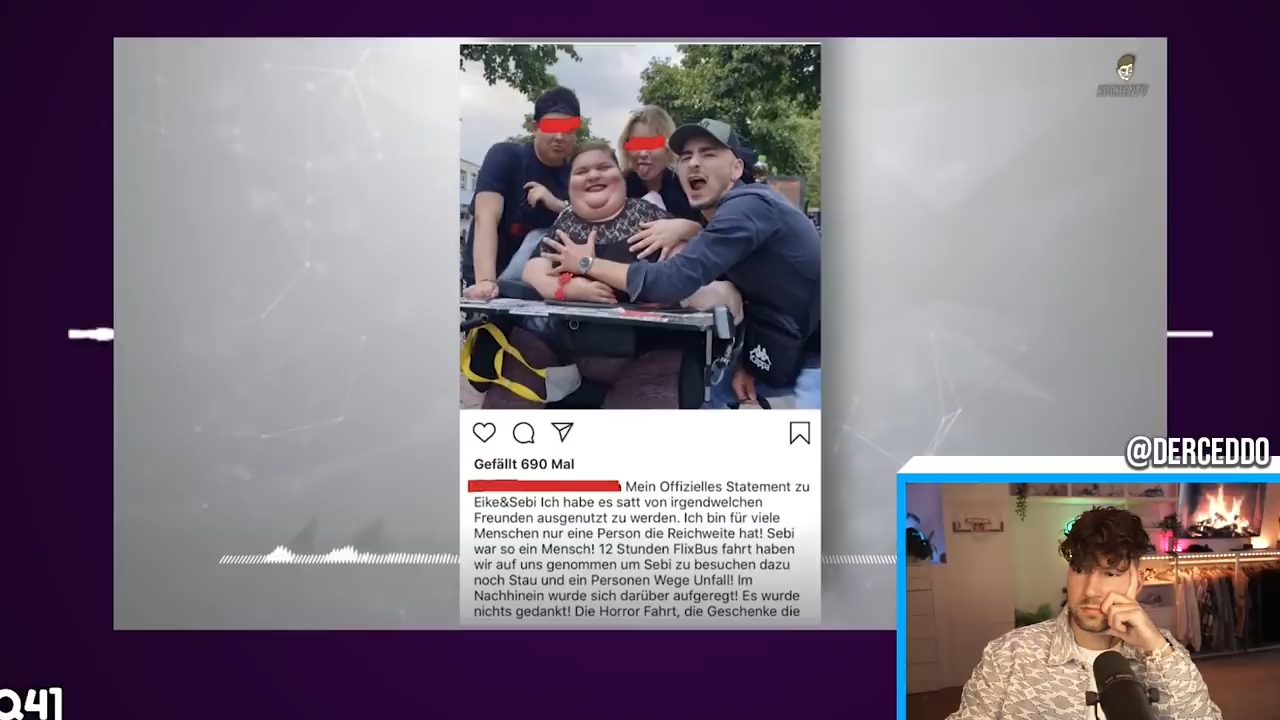 KUCHENTV
Kappa
Gefällt 690 Mal
Mein Offizielles Statement zu
Eike&Sebi Ich habe es satt von irgendwelchen
Freunden ausgenutzt zu werden. Ich bin für viele
Menschen nur eine Person die Reichweite hat! Sebi
war so ein Mensch! 12 Stunden FlixBus fahrt haben
wir auf uns genommen um Sebi zu besuchen dazu
noch Stau und ein Personen Wege Unfall! Im
Nachhinein wurde sich darüber aufgeregt! Es wurde
nichts gedankt! Die Horror Fahrt, die Geschenke die
@DERCEDDO
Q41